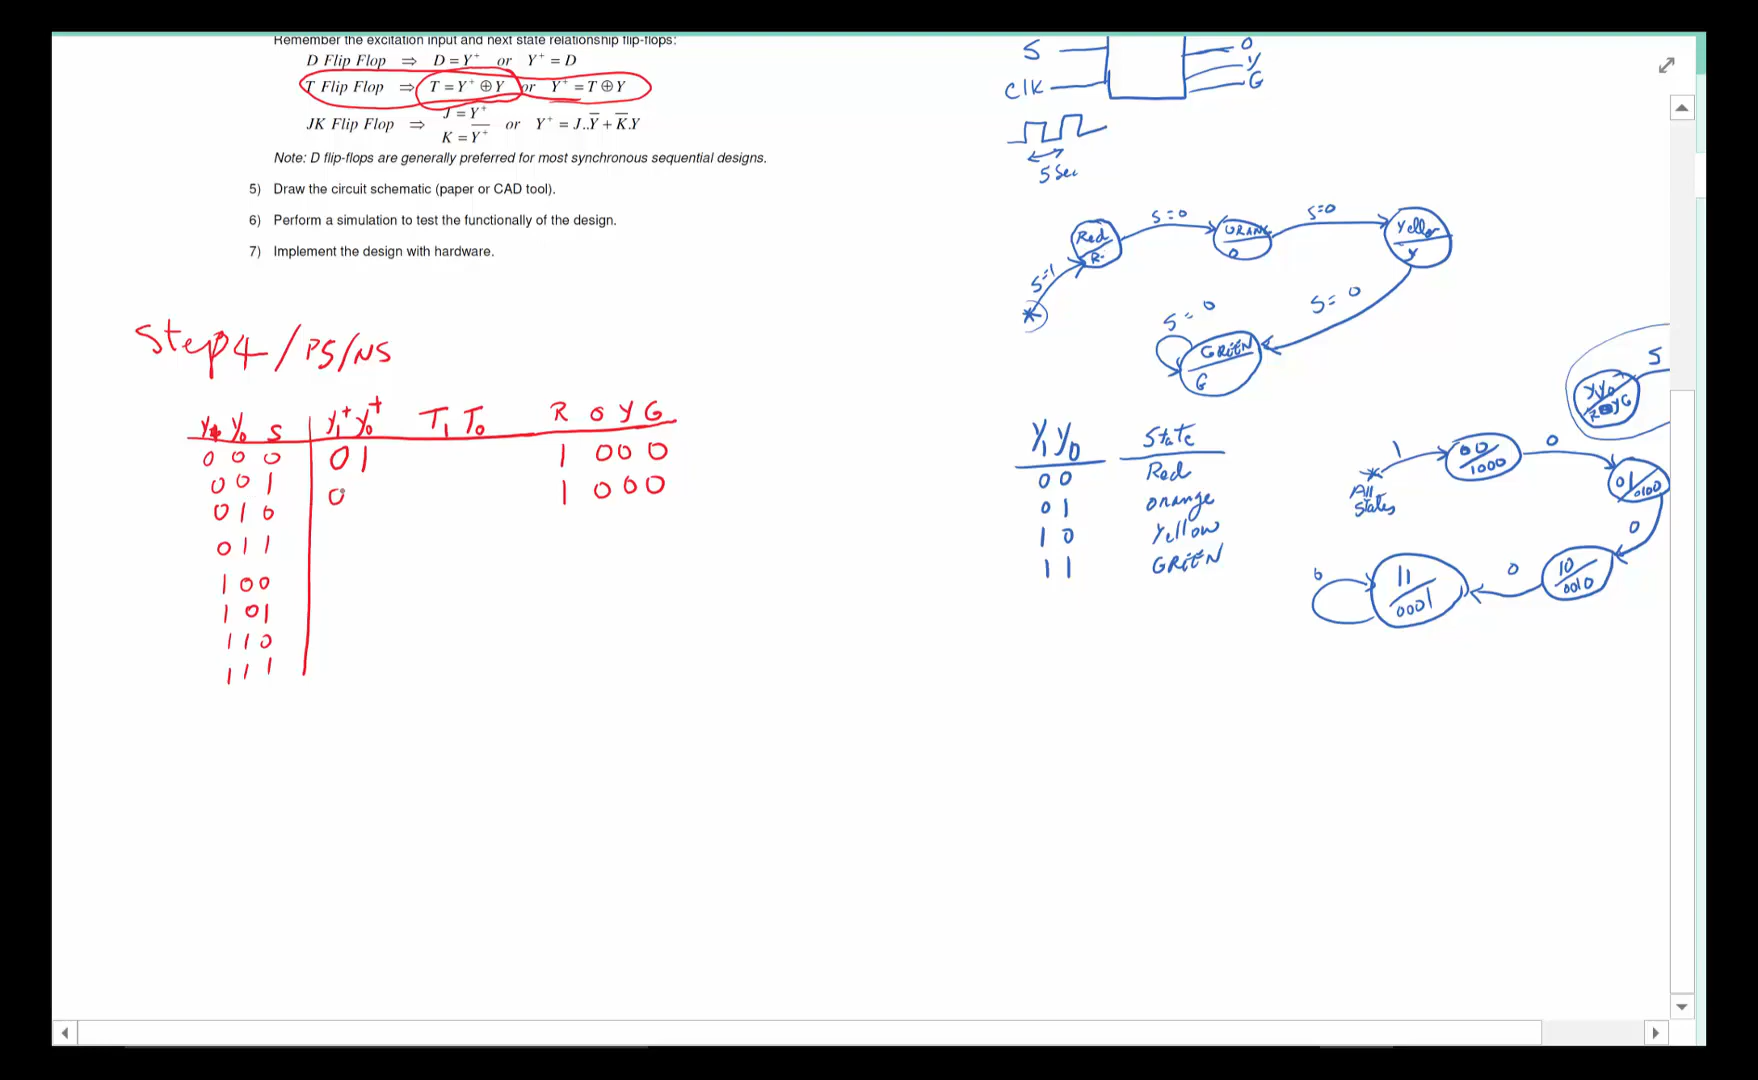 Remember the excitation input and next state relationship flip-flops:
D Flip Flop ⇒ D = Y⁺ or Y⁺ = D
T Flip Flop ⇒ T = Y⁺ ⊕ Y or Y⁺ = T ⊕ Y
JK Flip Flop ⇒ J = Y⁺ K = \overline{Y⁺} or Y⁺ = J..\overline{Y} + \overline{K}.Y
Note: D flip-flops are generally preferred for most synchronous sequential designs.
5) Draw the circuit schematic (paper or CAD tool).
6) Perform a simulation to test the functionally of the design.
7) Implement the design with hardware.
Step 4 / PS/NS
Y₁ Y₀ S Y₁⁺ Y₀⁺ T₁ T₀ R O Y G
0 0 0 0 1 1 0 0 0
0 0 1 0 1 0 0 0
0 1 0
0 1 1
1 0 0
1 0 1
1 1 0
1 1 1
S O
Y
Clk G
5 Sec
S=1
Red
R
S=0
ORANG
O
S=0
Yellow
Y
S=0
S=0
GREEN
G
Y₁ Y₀ State
0 0 Red
0 1 Orange
1 0 Yellow
1 1 GREEN
Y₁Y₀
ROYG
S
* All States
1
00
1000
0
01
0100
0
10
0010
0
11
0001
0